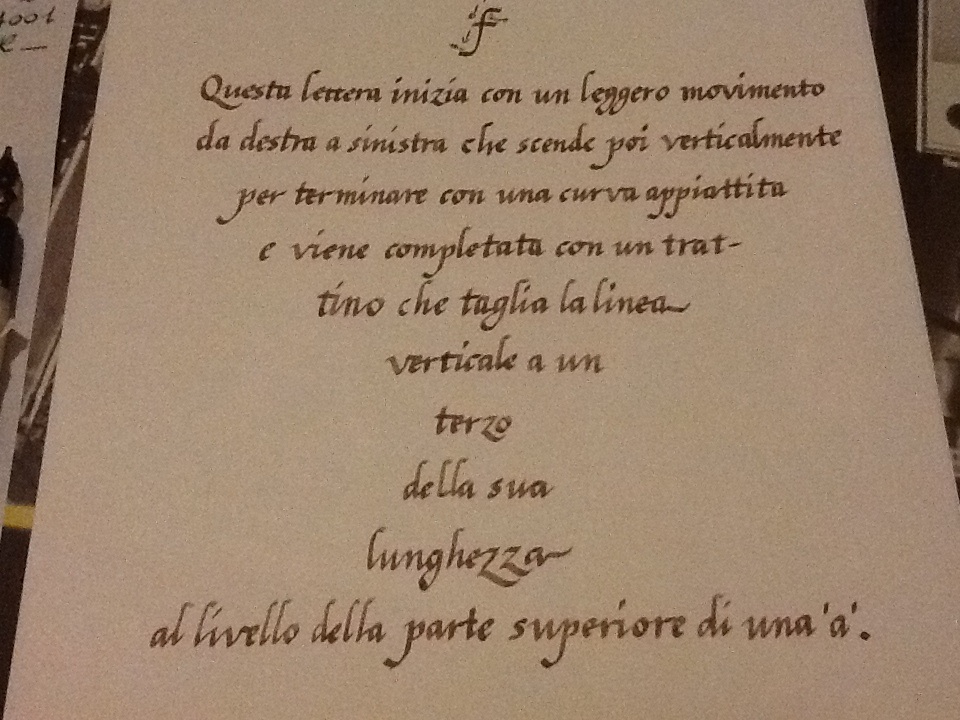 f
Questa lettera inizia con un leggero movimento
da destra a sinistra che scende poi verticalmente
per terminare con una curva appiattita
e viene completata con un trat-
tino che taglia la linea
verticale a un
terzo
della sua
lunghezza
al livello della parte superiore di una 'a'.